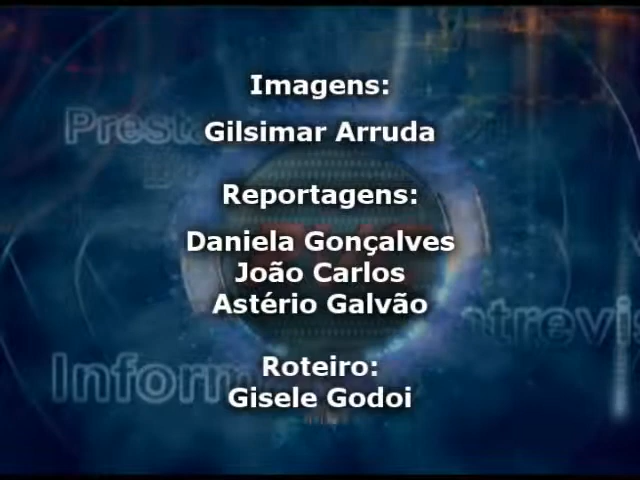 Imagens:
Gilsimar Arruda
Reportagens:
Daniela Gonçalves
João Carlos
Astério Galvão
Roteiro:
Gisele Godoi